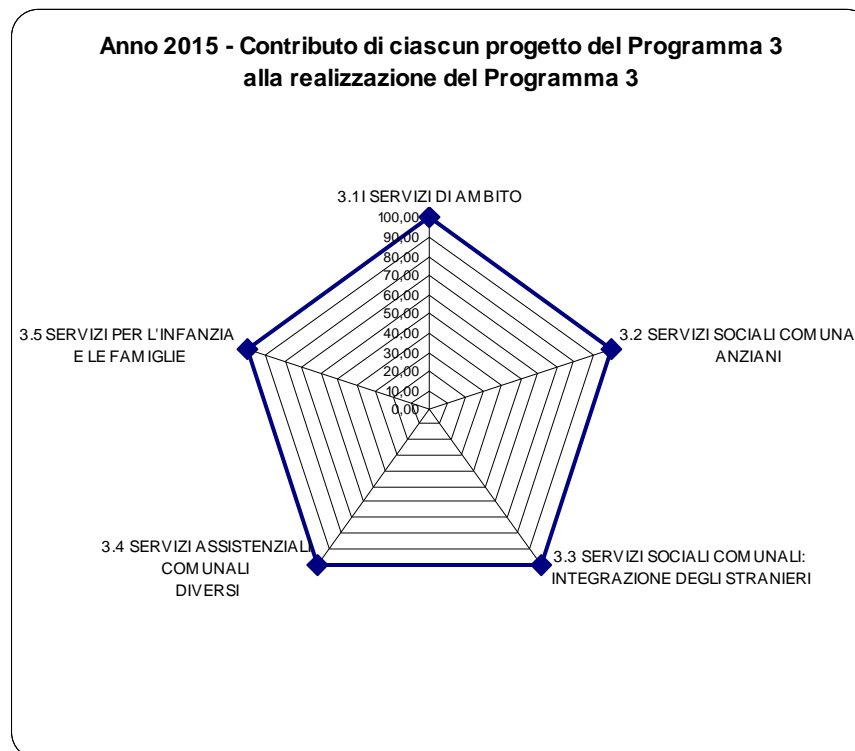 Anno 2015 - Contributo di ciascun progetto del Programma 3
alla realizzazione del Programma 3
3.1 I SERVIZI DI AMBITO
100,00
90,00
80,00
70,00
60,00
50,00
40,00
30,00
20,00
10,00
0,00
3.2 SERVIZI SOCIALI COMUNA
ANZIANI
3.3 SERVIZI SOCIALI COMUNALI:
INTEGRAZIONE DEGLI STRANIERI
3.4 SERVIZI ASSISTENZIALI
COMUNALI
DIVERSI
3.5 SERVIZI PER L'INFANZIA
E LE FAMIGLIE